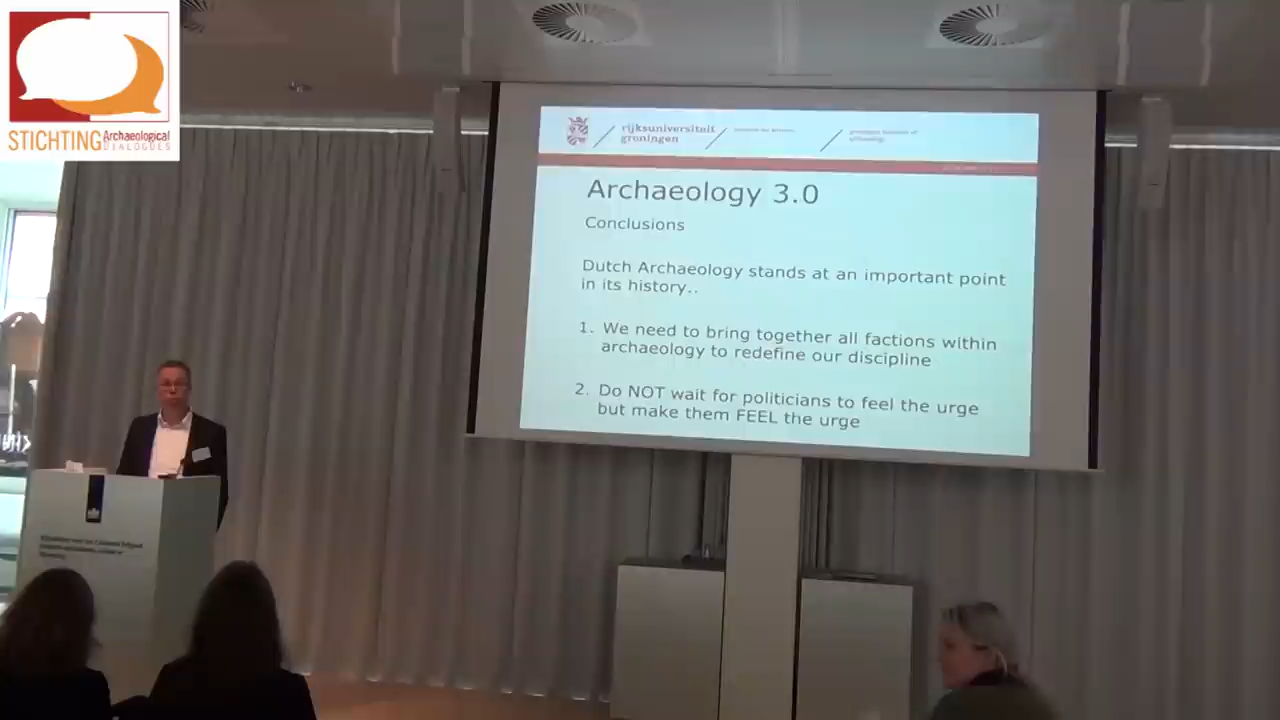 STICHTING Archaeological
DIALOGUES
rijksuniversiteit
groningen
Archaeology 3.0
Conclusions
Dutch Archaeology stands at an important point
in its history..
1. We need to bring together all factions within
archaeology to redefine our discipline
2. Do NOT wait for politicians to feel the urge
but make them FEEL the urge